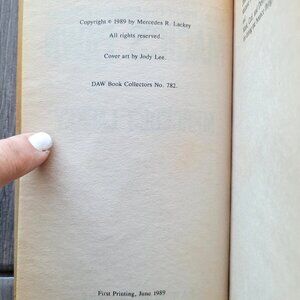 Copyright © 1989 by Mercedes R. Lackey
All rights reserved.
Cover art by Jody Lee.
DAW Book Collectors No. 782.
First Printing, June 1989